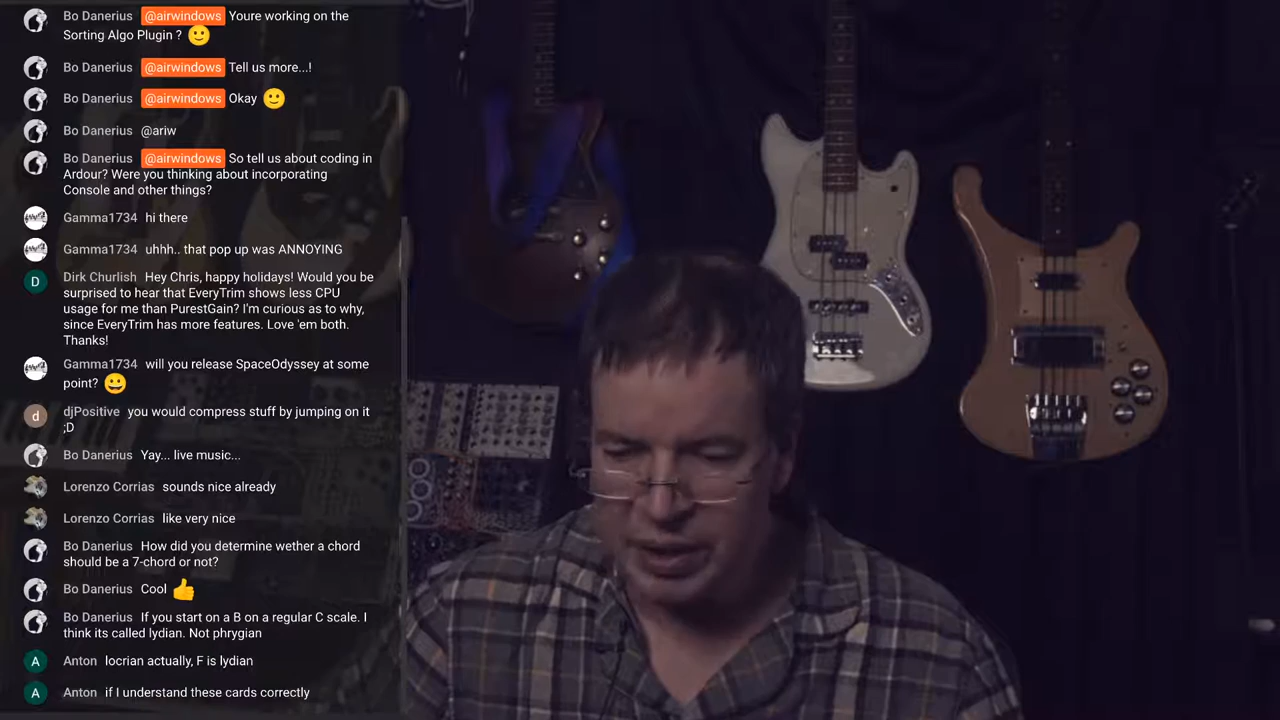 Bo Danerius @airwindows Youre working on the
Sorting Algo Plugin ? 🙂
Bo Danerius @airwindows Tell us more...!
Bo Danerius @airwindows Okay 🙂
Bo Danerius @ariw
Bo Danerius @airwindows So tell us about coding in
Ardour? Were you thinking about incorporating
Console and other things?
Gamma1734 hi there
Gamma1734 uhhh.. that pop up was ANNOYING
D Dirk Churlish Hey Chris, happy holidays! Would you be
surprised to hear that EveryTrim shows less CPU
usage for me than PurestGain? I'm curious as to why,
since EveryTrim has more features. Love 'em both.
Thanks!
Gamma1734 will you release SpaceOdyssey at some
point? 😀
d djPositive you would compress stuff by jumping on it
;D
Bo Danerius Yay... live music...
Lorenzo Corrias sounds nice already
Lorenzo Corrias like very nice
Bo Danerius How did you determine wether a chord
should be a 7-chord or not?
Bo Danerius Cool 👍
Bo Danerius If you start on a B on a regular C scale. I
think its called lydian. Not phrygian
A Anton locrian actually, F is lydian
A Anton if I understand these cards correctly